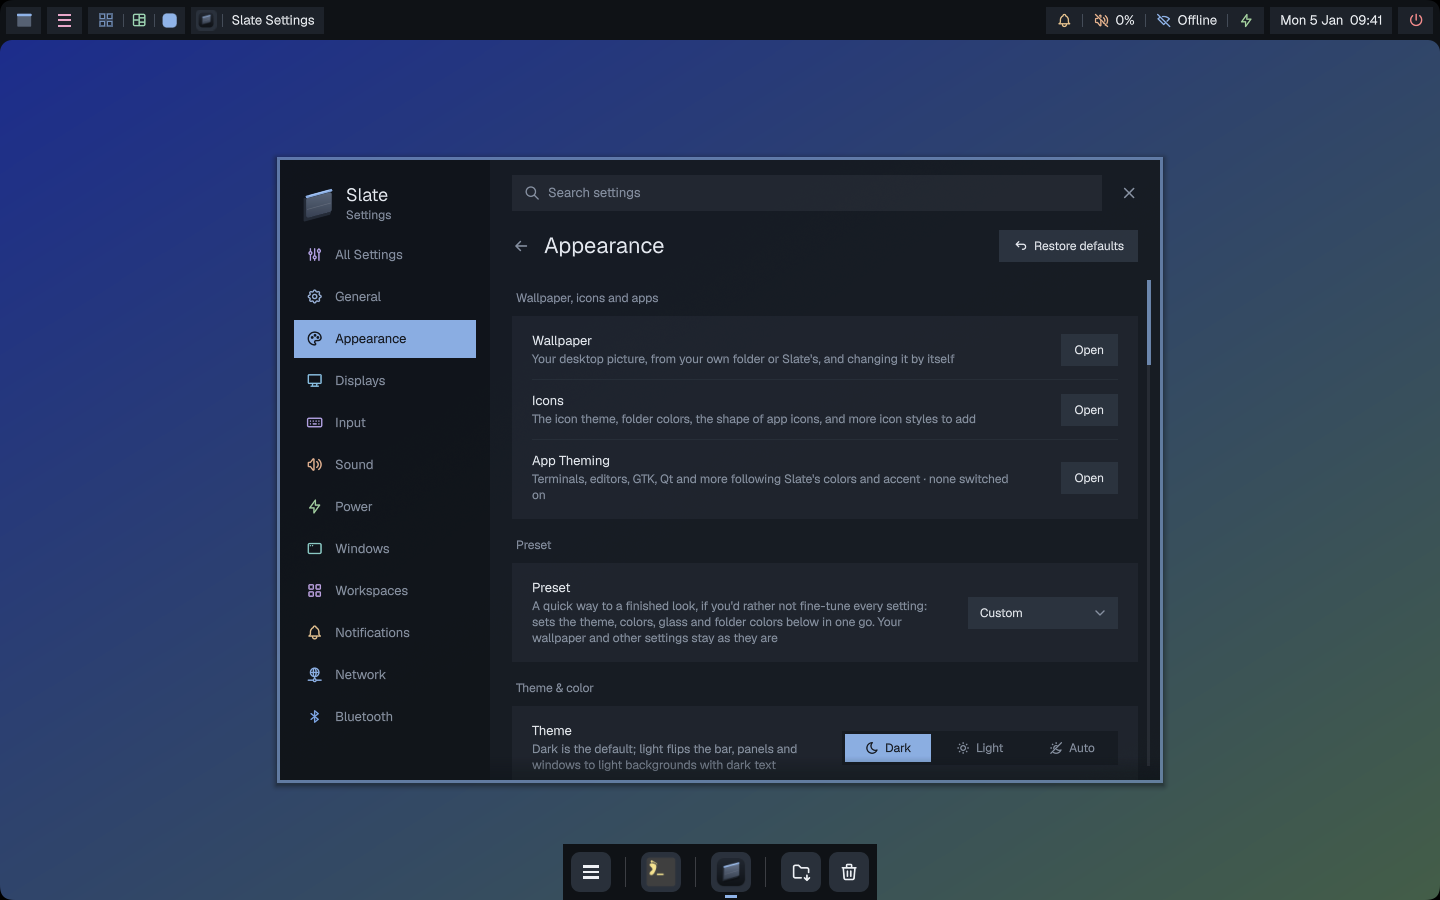 Slate Settings
0%
Offline
Mon 5 Jan 09:41
Slate
Settings
All Settings
General
Appearance
Displays
Input
Sound
Power
Windows
Workspaces
Notifications
Network
Bluetooth
Search settings
Appearance
Restore defaults
Wallpaper, icons and apps
Wallpaper
Your desktop picture, from your own folder or Slate's, and changing it by itself
Open
Icons
The icon theme, folder colors, the shape of app icons, and more icon styles to add
Open
App Theming
Terminals, editors, GTK, Qt and more following Slate's colors and accent · none switched
on
Open
Preset
Preset
A quick way to a finished look, if you'd rather not fine-tune every setting:
sets the theme, colors, glass and folder colors below in one go. Your
wallpaper and other settings stay as they are
Custom
Theme & color
Theme
Dark is the default; light flips the bar, panels and
windows to light backgrounds with dark text
Dark
Light
Auto